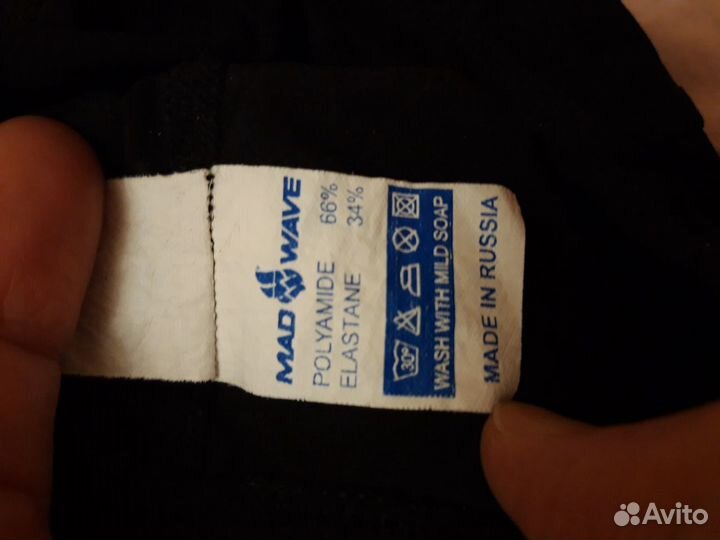 MAD WAVE
POLYAMIDE 66%
ELASTANE 34%
30°
WASH WITH MILD SOAP
MADE IN RUSSIA
Avito